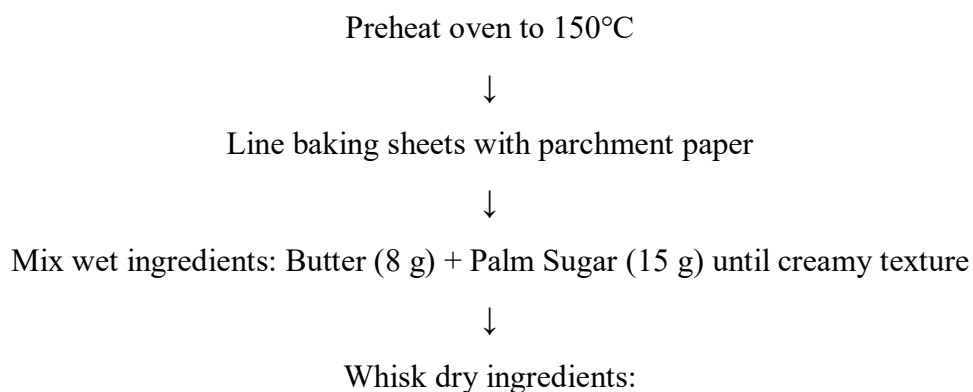 Preheat oven to 150°C
↓
Line baking sheets with parchment paper
↓
Mix wet ingredients: Butter (8 g) + Palm Sugar (15 g) until creamy texture
↓
Whisk dry ingredients: